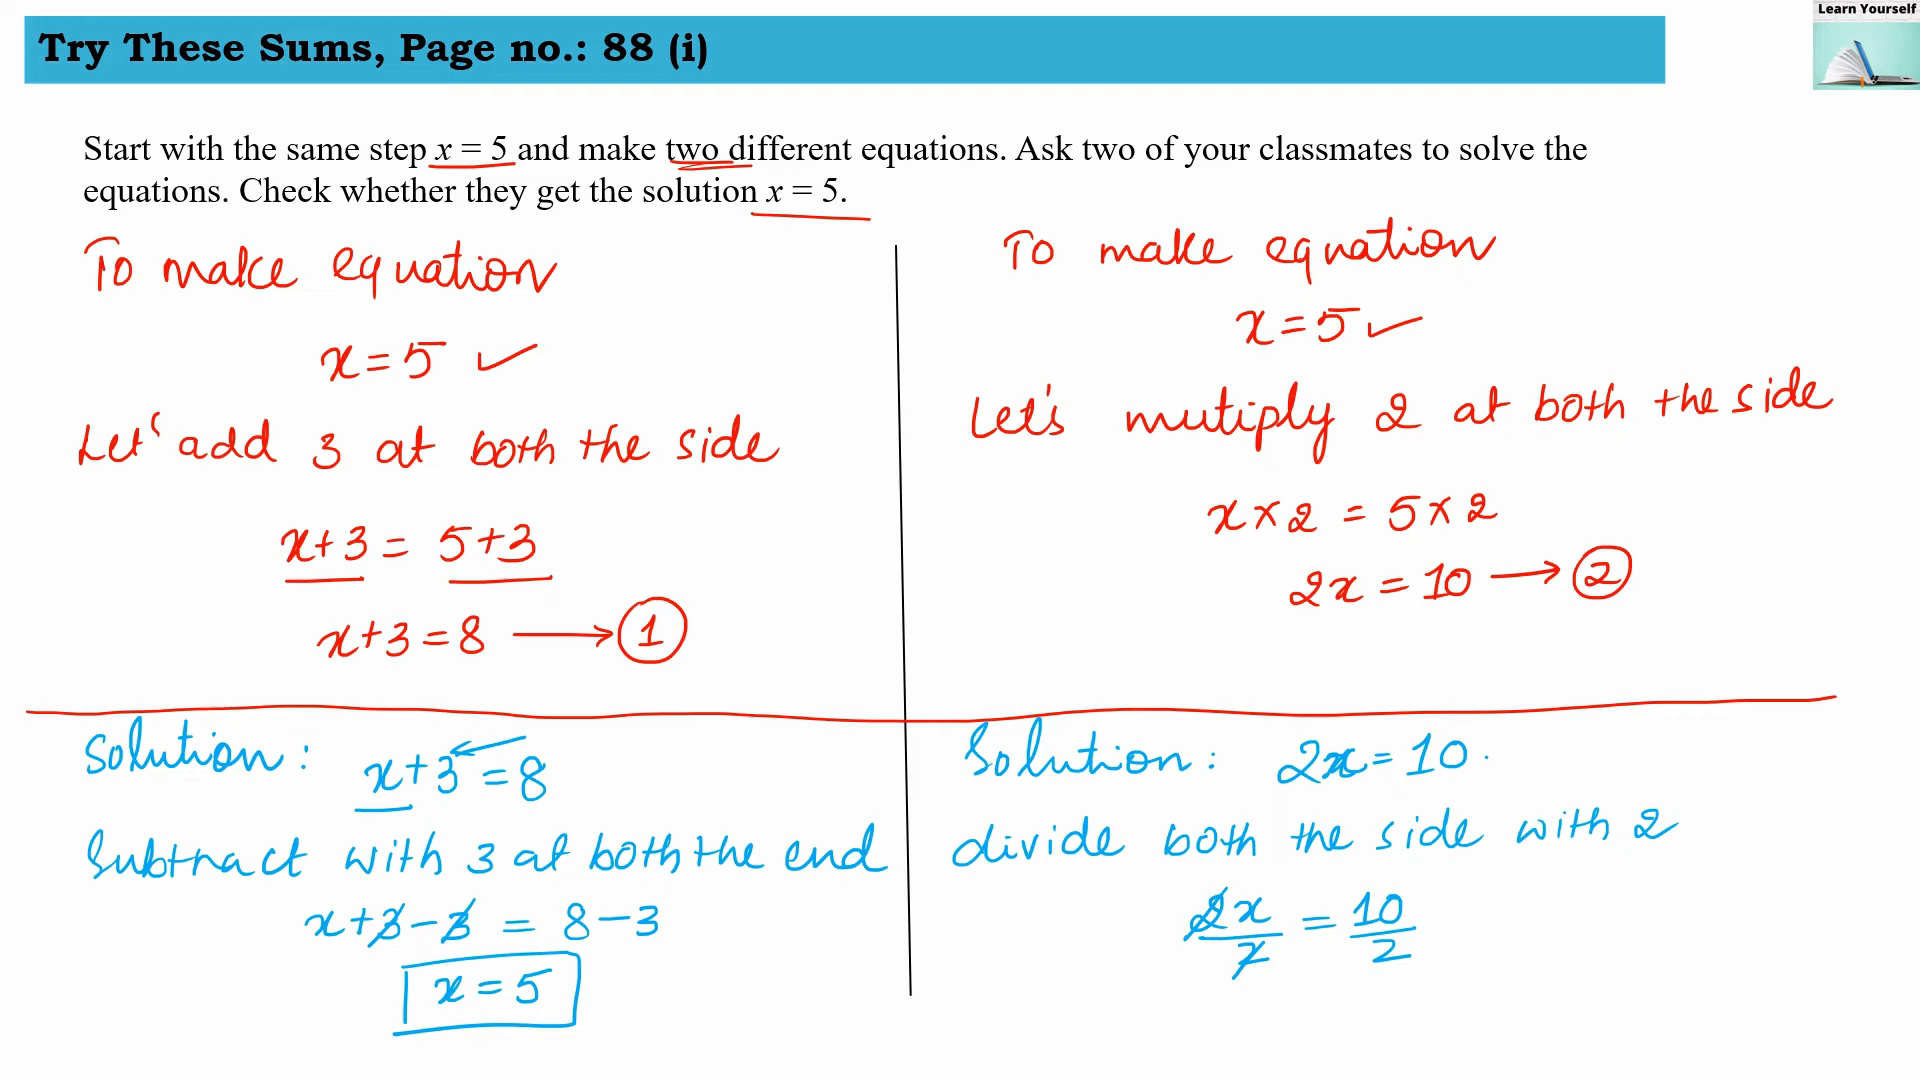 Learn Yourself
Try These Sums, Page no.: 88 (i)
Start with the same step x = 5 and make two different equations. Ask two of your classmates to solve the
equations. Check whether they get the solution x = 5.
To make equation
x = 5 ✓
Let' add 3 at both the side
x+3 = 5+3
x+3 = 8 → 1
To make equation
x = 5 ✓
Let's mutiply 2 at both the side
x × 2 = 5 × 2
2x = 10 → 2
Solution: x+3 = 8
Subtract with 3 at both the end
x+3-3 = 8-3
x = 5
Solution: 2x = 10.
divide both the side with 2
2x/2 = 10/2